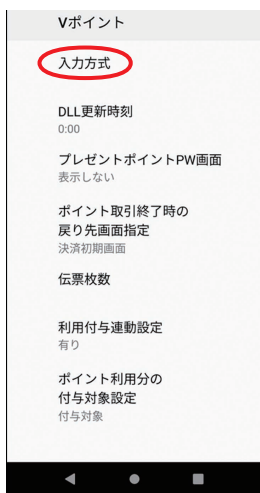 Vポイント
入力方式
DLL更新時刻
0:00
プレゼントポイントPW画面
表示しない
ポイント取引終了時の
戻り先画面指定
決済初期画面
伝票枚数
利用付与連動設定
有り
ポイント利用分の
付与対象設定
付与対象